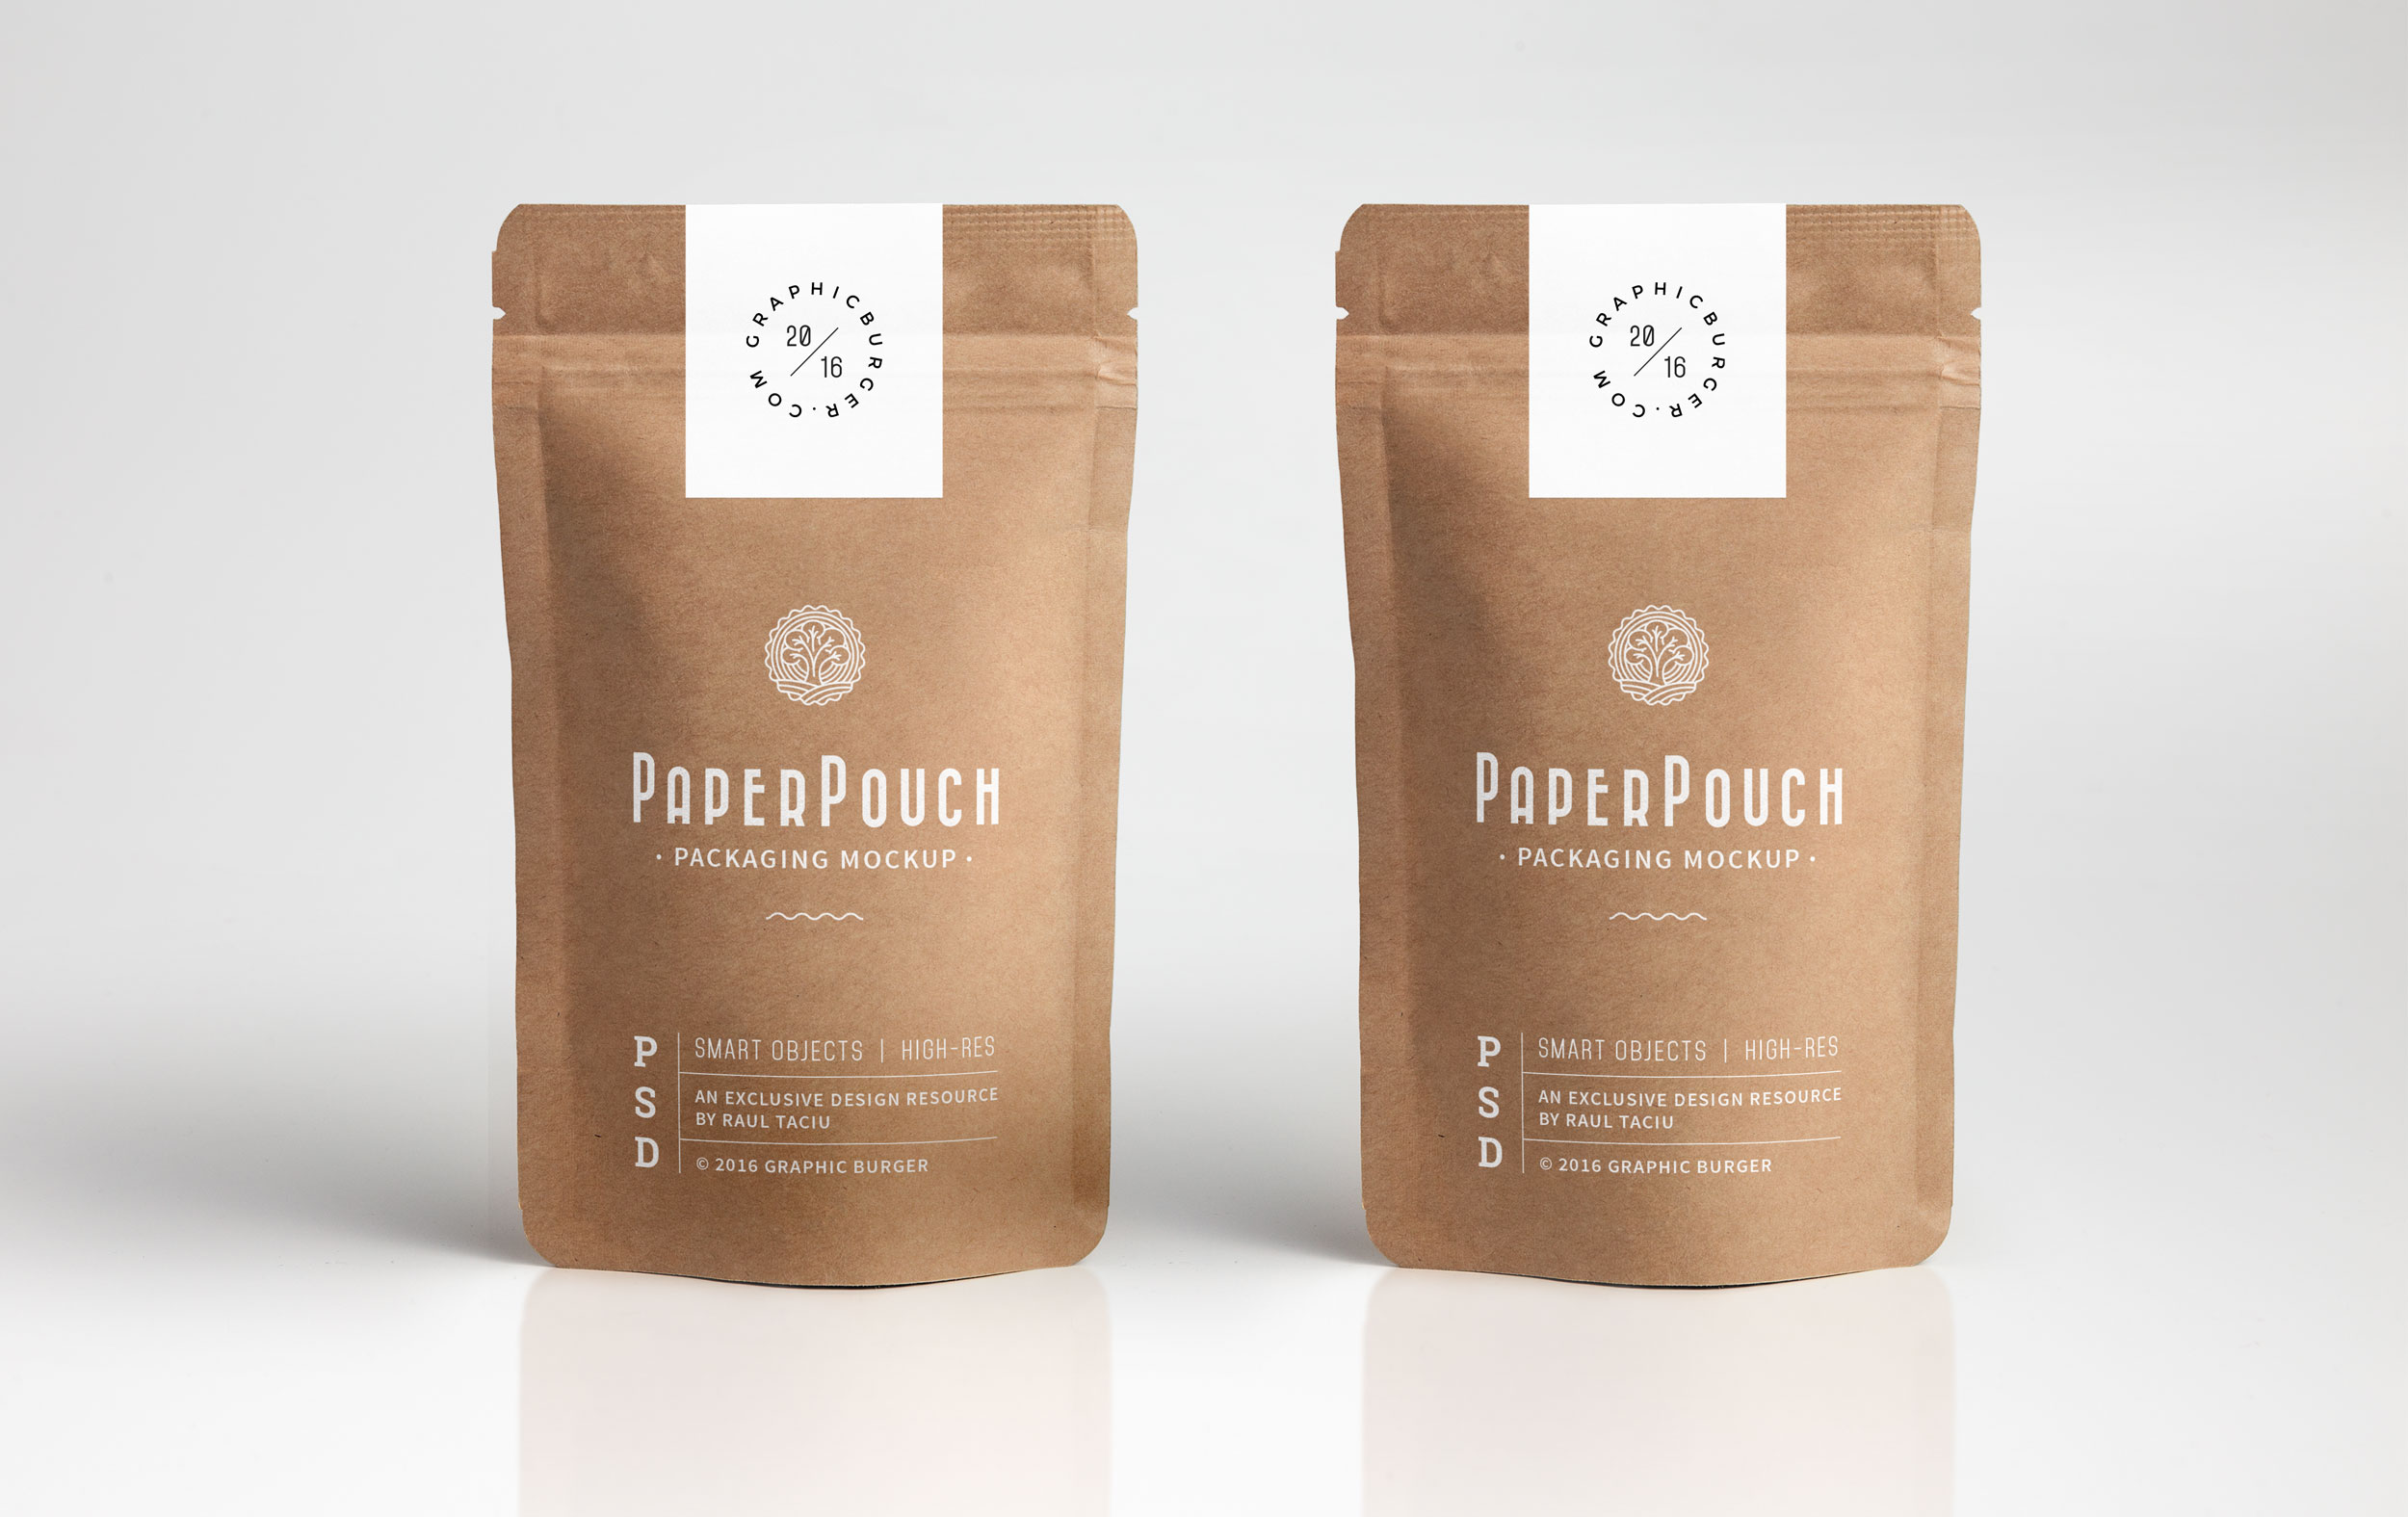 GRAPHICBURGER.COM
20
16
PAPERPOUCH
· PACKAGING MOCKUP ·
PSD
SMART OBJECTS | HIGH-RES
AN EXCLUSIVE DESIGN RESOURCE
BY RAUL TACIU
© 2016 GRAPHIC BURGER
GRAPHICBURGER.COM
20
16
PAPERPOUCH
· PACKAGING MOCKUP ·
PSD
SMART OBJECTS | HIGH-RES
AN EXCLUSIVE DESIGN RESOURCE
BY RAUL TACIU
© 2016 GRAPHIC BURGER